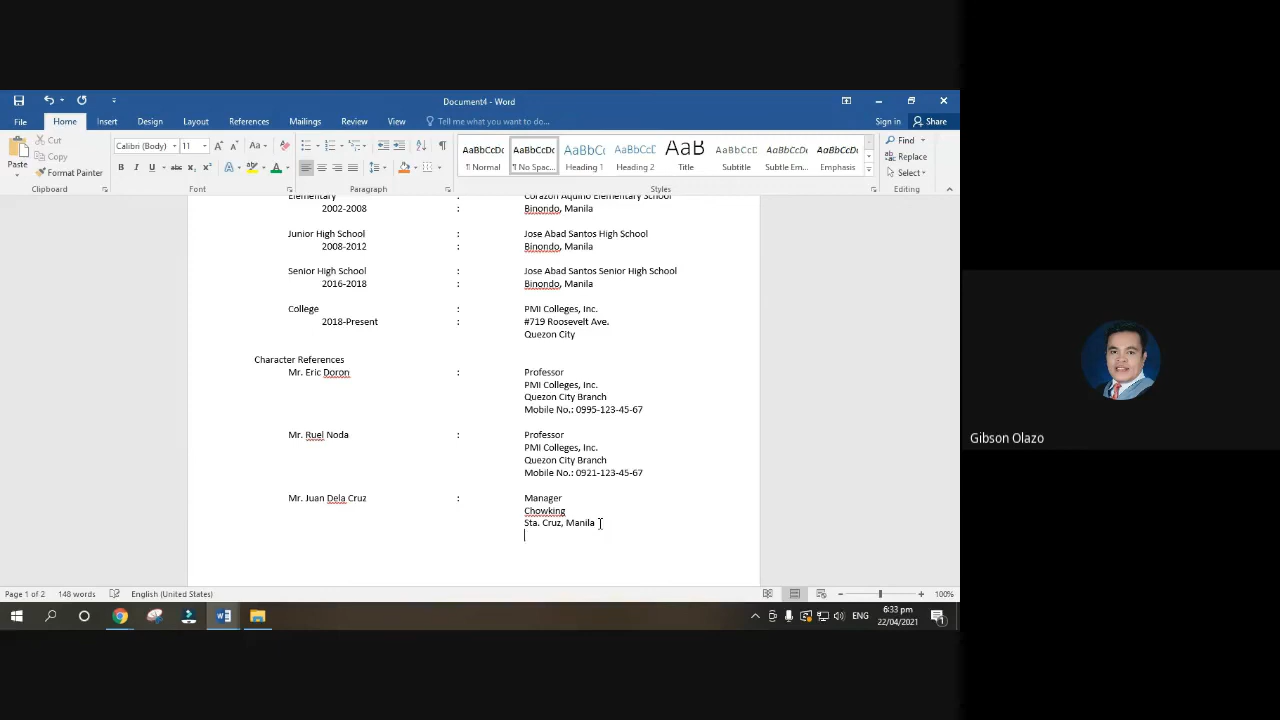 Document4 - Word
File Home Insert Design Layout References Mailings Review View Tell me what you want to do... Sign in Share
Paste
Cut
Copy
Format Painter
Clipboard
Calibri (Body) 11
Font
Paragraph
AaBbCcDc AaBbCcDc AaBbCc AaBbCcD AaB AaBbCcD AaBbCcDc AaBbCcDc
¶ Normal ¶ No Spac... Heading 1 Heading 2 Title Subtitle Subtle Em... Emphasis
Styles
Find
Replace
Select
Editing
Elementary Corazon Aquino Elementary School
2002-2008 : Binondo, Manila
Junior High School : Jose Abad Santos High School
2008-2012 : Binondo, Manila
Senior High School : Jose Abad Santos Senior High School
2016-2018 : Binondo, Manila
College : PMI Colleges, Inc.
2018-Present : #719 Roosevelt Ave.
Quezon City
Character References
Mr. Eric Doron : Professor
PMI Colleges, Inc.
Quezon City Branch
Mobile No.: 0995-123-45-67
Mr. Ruel Noda : Professor
PMI Colleges, Inc.
Quezon City Branch
Mobile No.: 0921-123-45-67
Mr. Juan Dela Cruz : Manager
Chowking
Sta. Cruz, Manila
Page 1 of 2 148 words English (United States) 100%
ENG 6:33 pm
22/04/2021
Gibson Olazo